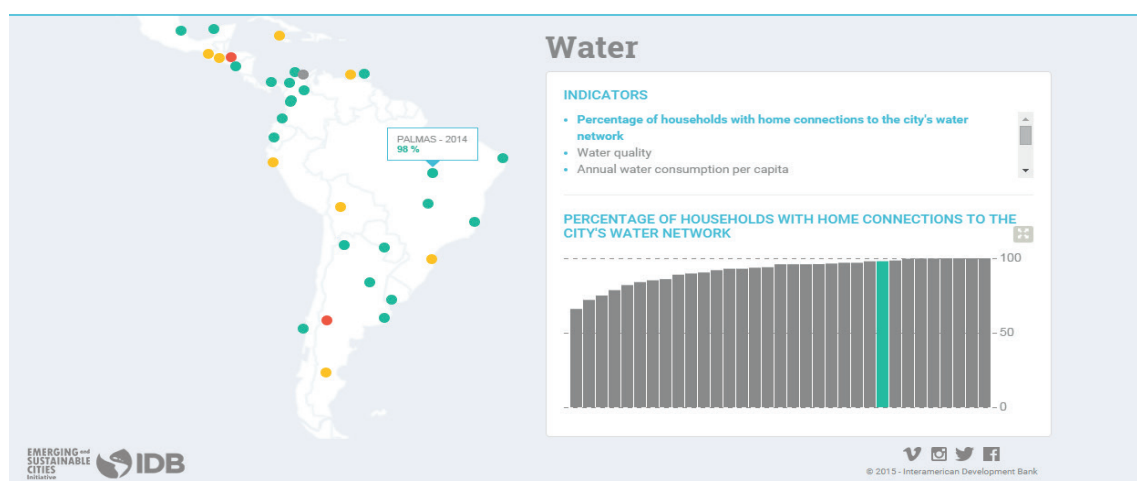 Water
INDICATORS
• Percentage of households with home connections to the city's water
network
• Water quality
• Annual water consumption per capita
PALMAS - 2014
98 %
PERCENTAGE OF HOUSEHOLDS WITH HOME CONNECTIONS TO THE
CITY'S WATER NETWORK
100
50
0
EMERGING and
SUSTAINABLE
CITIES
Initiative
IDB
© 2015 - Interamerican Development Bank